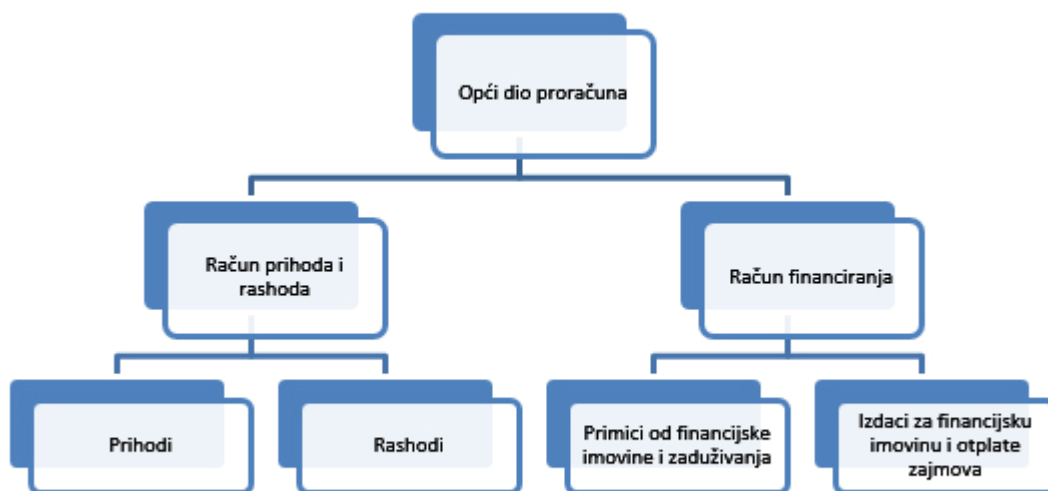 Opći dio proračuna
Račun prihoda i
rashoda
Račun financiranja
Prihodi
Rashodi
Primici od financijske
imovine i zaduživanja
Izdaci za financijsku
imovinu i otplate
zajmova